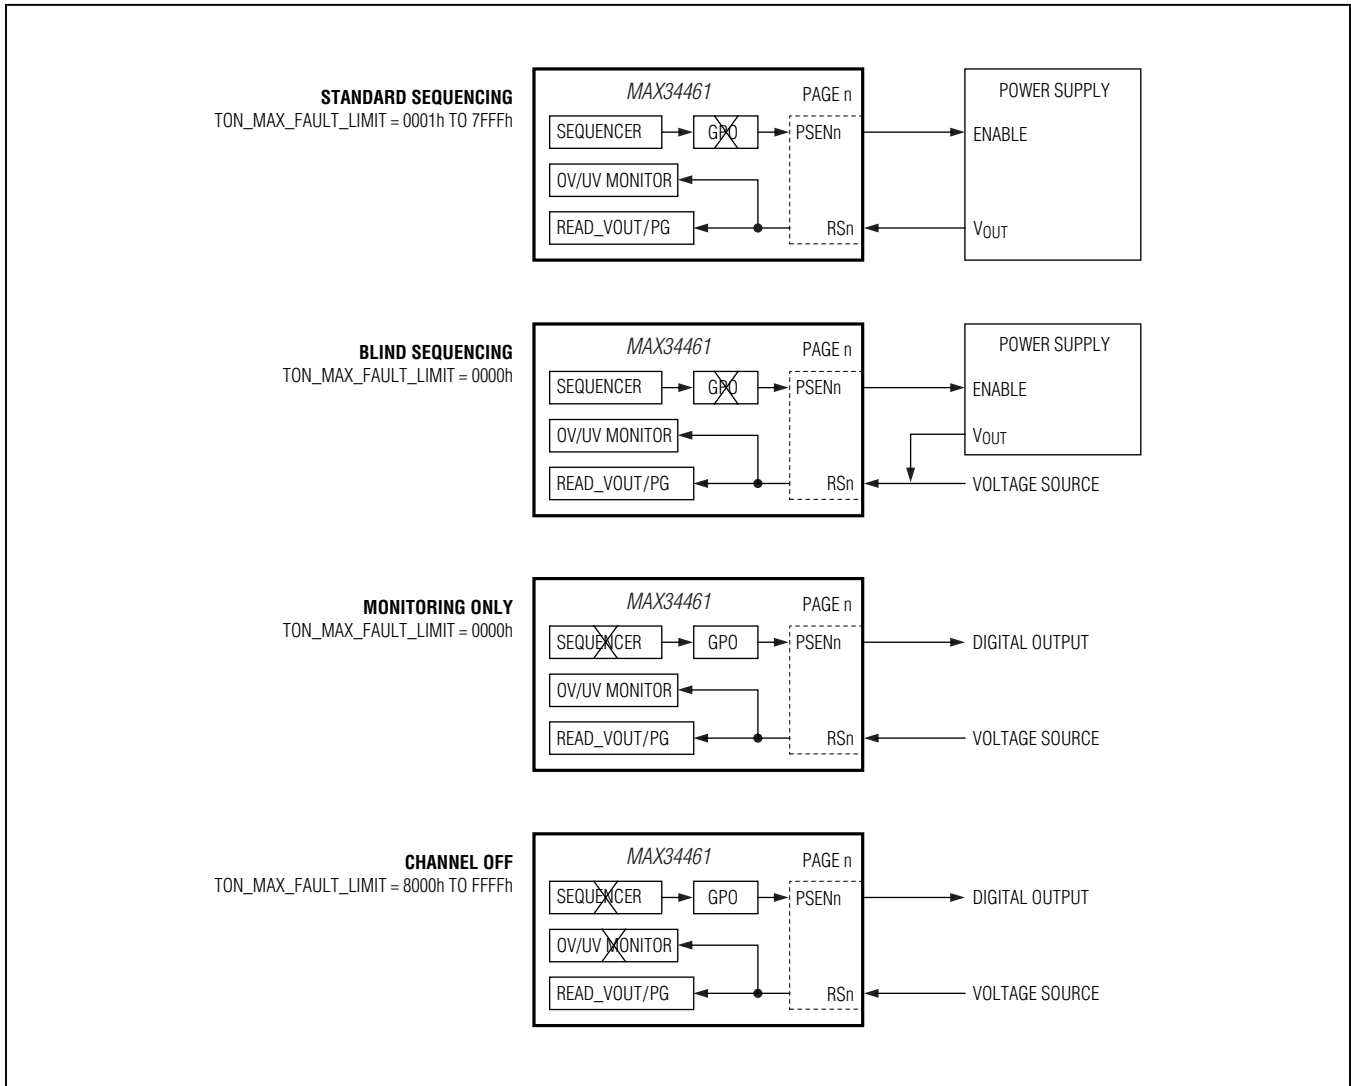 STANDARD SEQUENCING
TON_MAX_FAULT_LIMIT = 0001h TO 7FFFh
MAX34461
PAGE n
SEQUENCER
GPO
PSENn
OV/UV MONITOR
READ_VOUT/PG
RSn
POWER SUPPLY
ENABLE
VOUT
BLIND SEQUENCING
TON_MAX_FAULT_LIMIT = 0000h
MAX34461
PAGE n
SEQUENCER
GPO
PSENn
OV/UV MONITOR
READ_VOUT/PG
RSn
POWER SUPPLY
ENABLE
VOUT
VOLTAGE SOURCE
MONITORING ONLY
TON_MAX_FAULT_LIMIT = 0000h
MAX34461
PAGE n
SEQUENCER
GPO
PSENn
OV/UV MONITOR
READ_VOUT/PG
RSn
DIGITAL OUTPUT
VOLTAGE SOURCE
CHANNEL OFF
TON_MAX_FAULT_LIMIT = 8000h TO FFFFh
MAX34461
PAGE n
SEQUENCER
GPO
PSENn
OV/UV MONITOR
READ_VOUT/PG
RSn
DIGITAL OUTPUT
VOLTAGE SOURCE